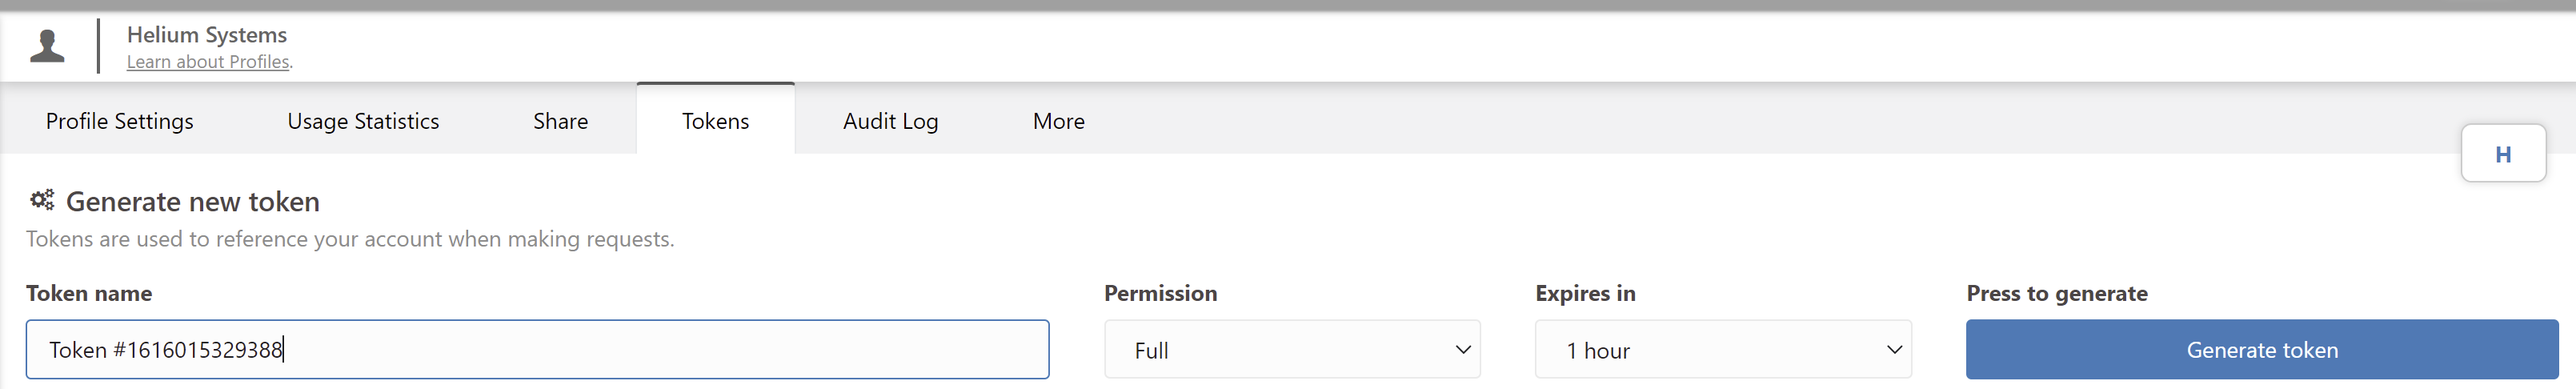 Helium Systems
Learn about Profiles.
Profile Settings Usage Statistics Share Tokens Audit Log More
H
Generate new token
Tokens are used to reference your account when making requests.
Token name Permission Expires in Press to generate
Token #1616015329388 Full 1 hour Generate token